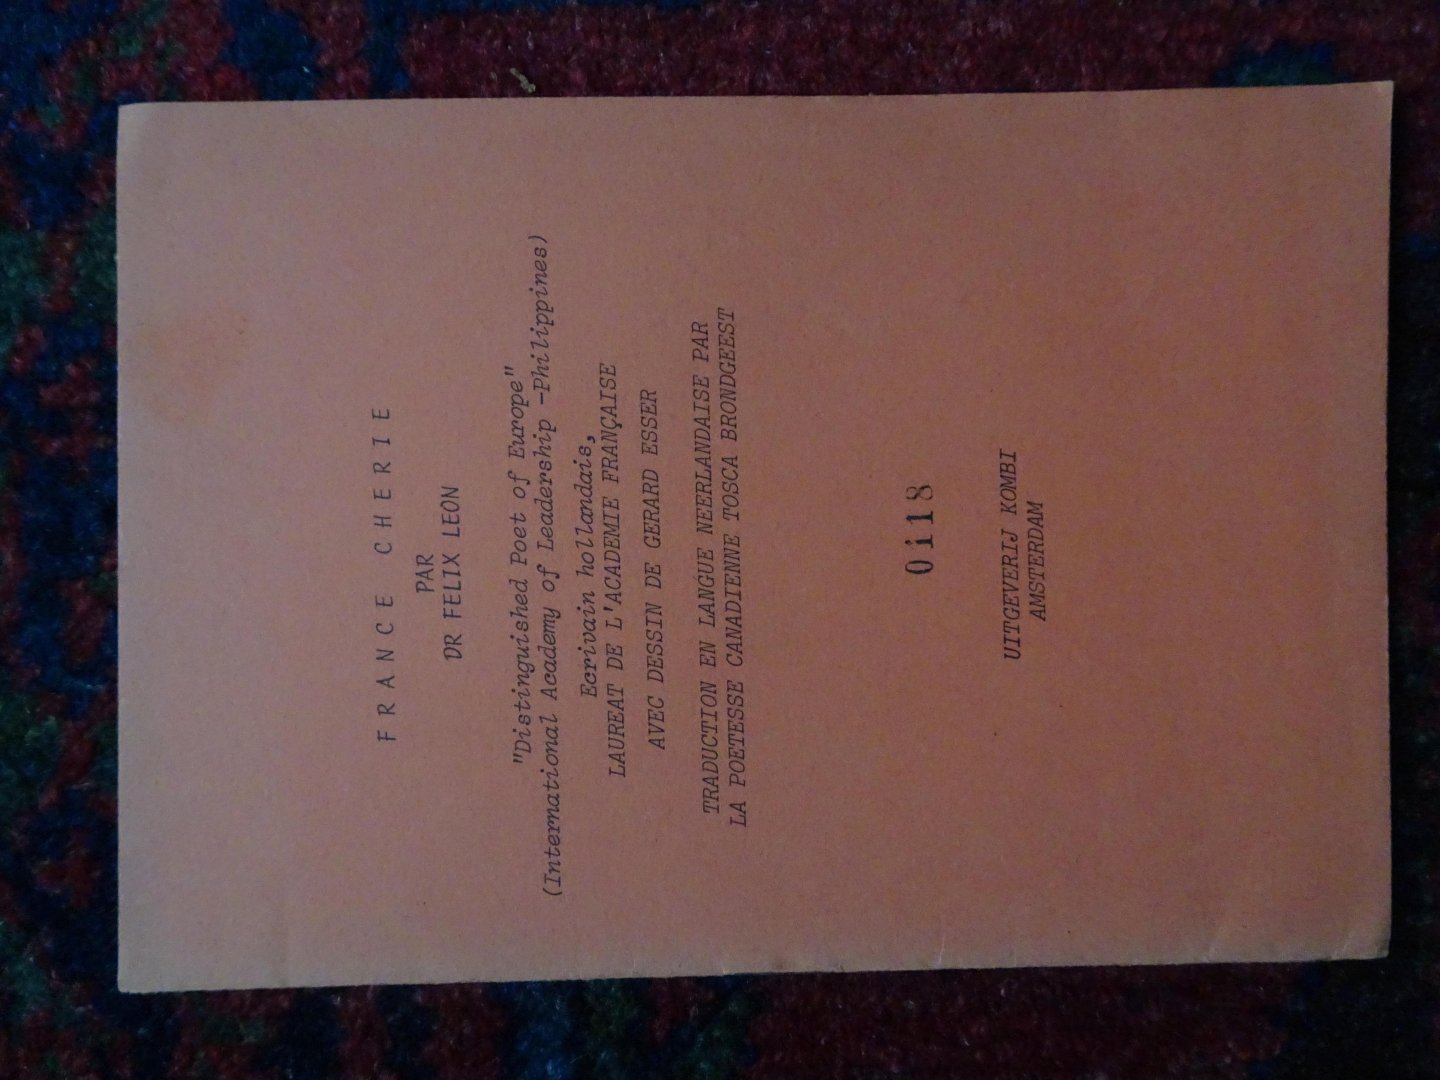 FRANCE CHERIE
PAR
DR FELIX LEON
"Distinguished Poet of Europe"
(International Academy of Leadership -Philippines)
Ecrivain hollandais,
LAUREAT DE L'ACADEMIE FRANÇAISE
AVEC DESSIN DE GERARD ESSER
TRADUCTION EN LANGUE NEERLANDAISE PAR
LA POETESSE CANADIENNE TOSCA BRONDGEEST
0118
UITGEVERIJ KOMBI
AMSTERDAM